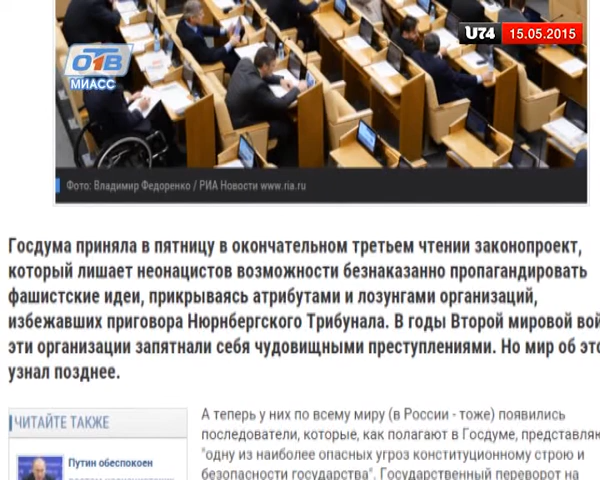 U74 15.05.2015
ОТВ
МИАСС
Фото: Владимир Федоренко / РИА Новости www.ria.ru
Госдума приняла в пятницу в окончательном третьем чтении законопроект,
который лишает неонацистов возможности безнаказанно пропагандировать
фашистские идеи, прикрываясь атрибутами и лозунгами организаций,
избежавших приговора Нюрнбергского Трибунала. В годы Второй мировой вой
эти организации запятнали себя чудовищными преступлениями. Но мир об это
узнал позднее.
ЧИТАЙТЕ ТАКЖЕ
Путин обеспокоен
А теперь у них по всему миру (в России - тоже) появились
последователи, которые, как полагают в Госдуме, представляю
"одну из наиболее опасных угроз конституционному строю и
безопасности государства". Государственный переворот на